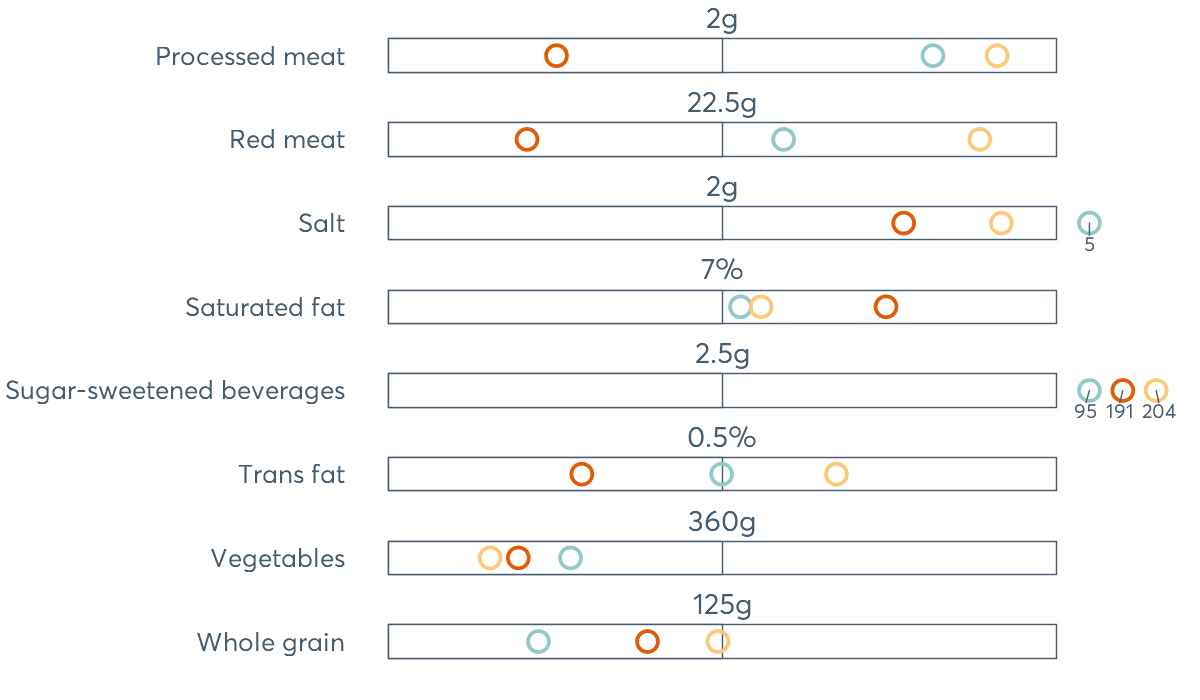 2g
Processed meat
22.5g
Red meat
2g
Salt
5
7%
Saturated fat
2.5g
Sugar-sweetened beverages
95 191 204
0.5%
Trans fat
360g
Vegetables
125g
Whole grain